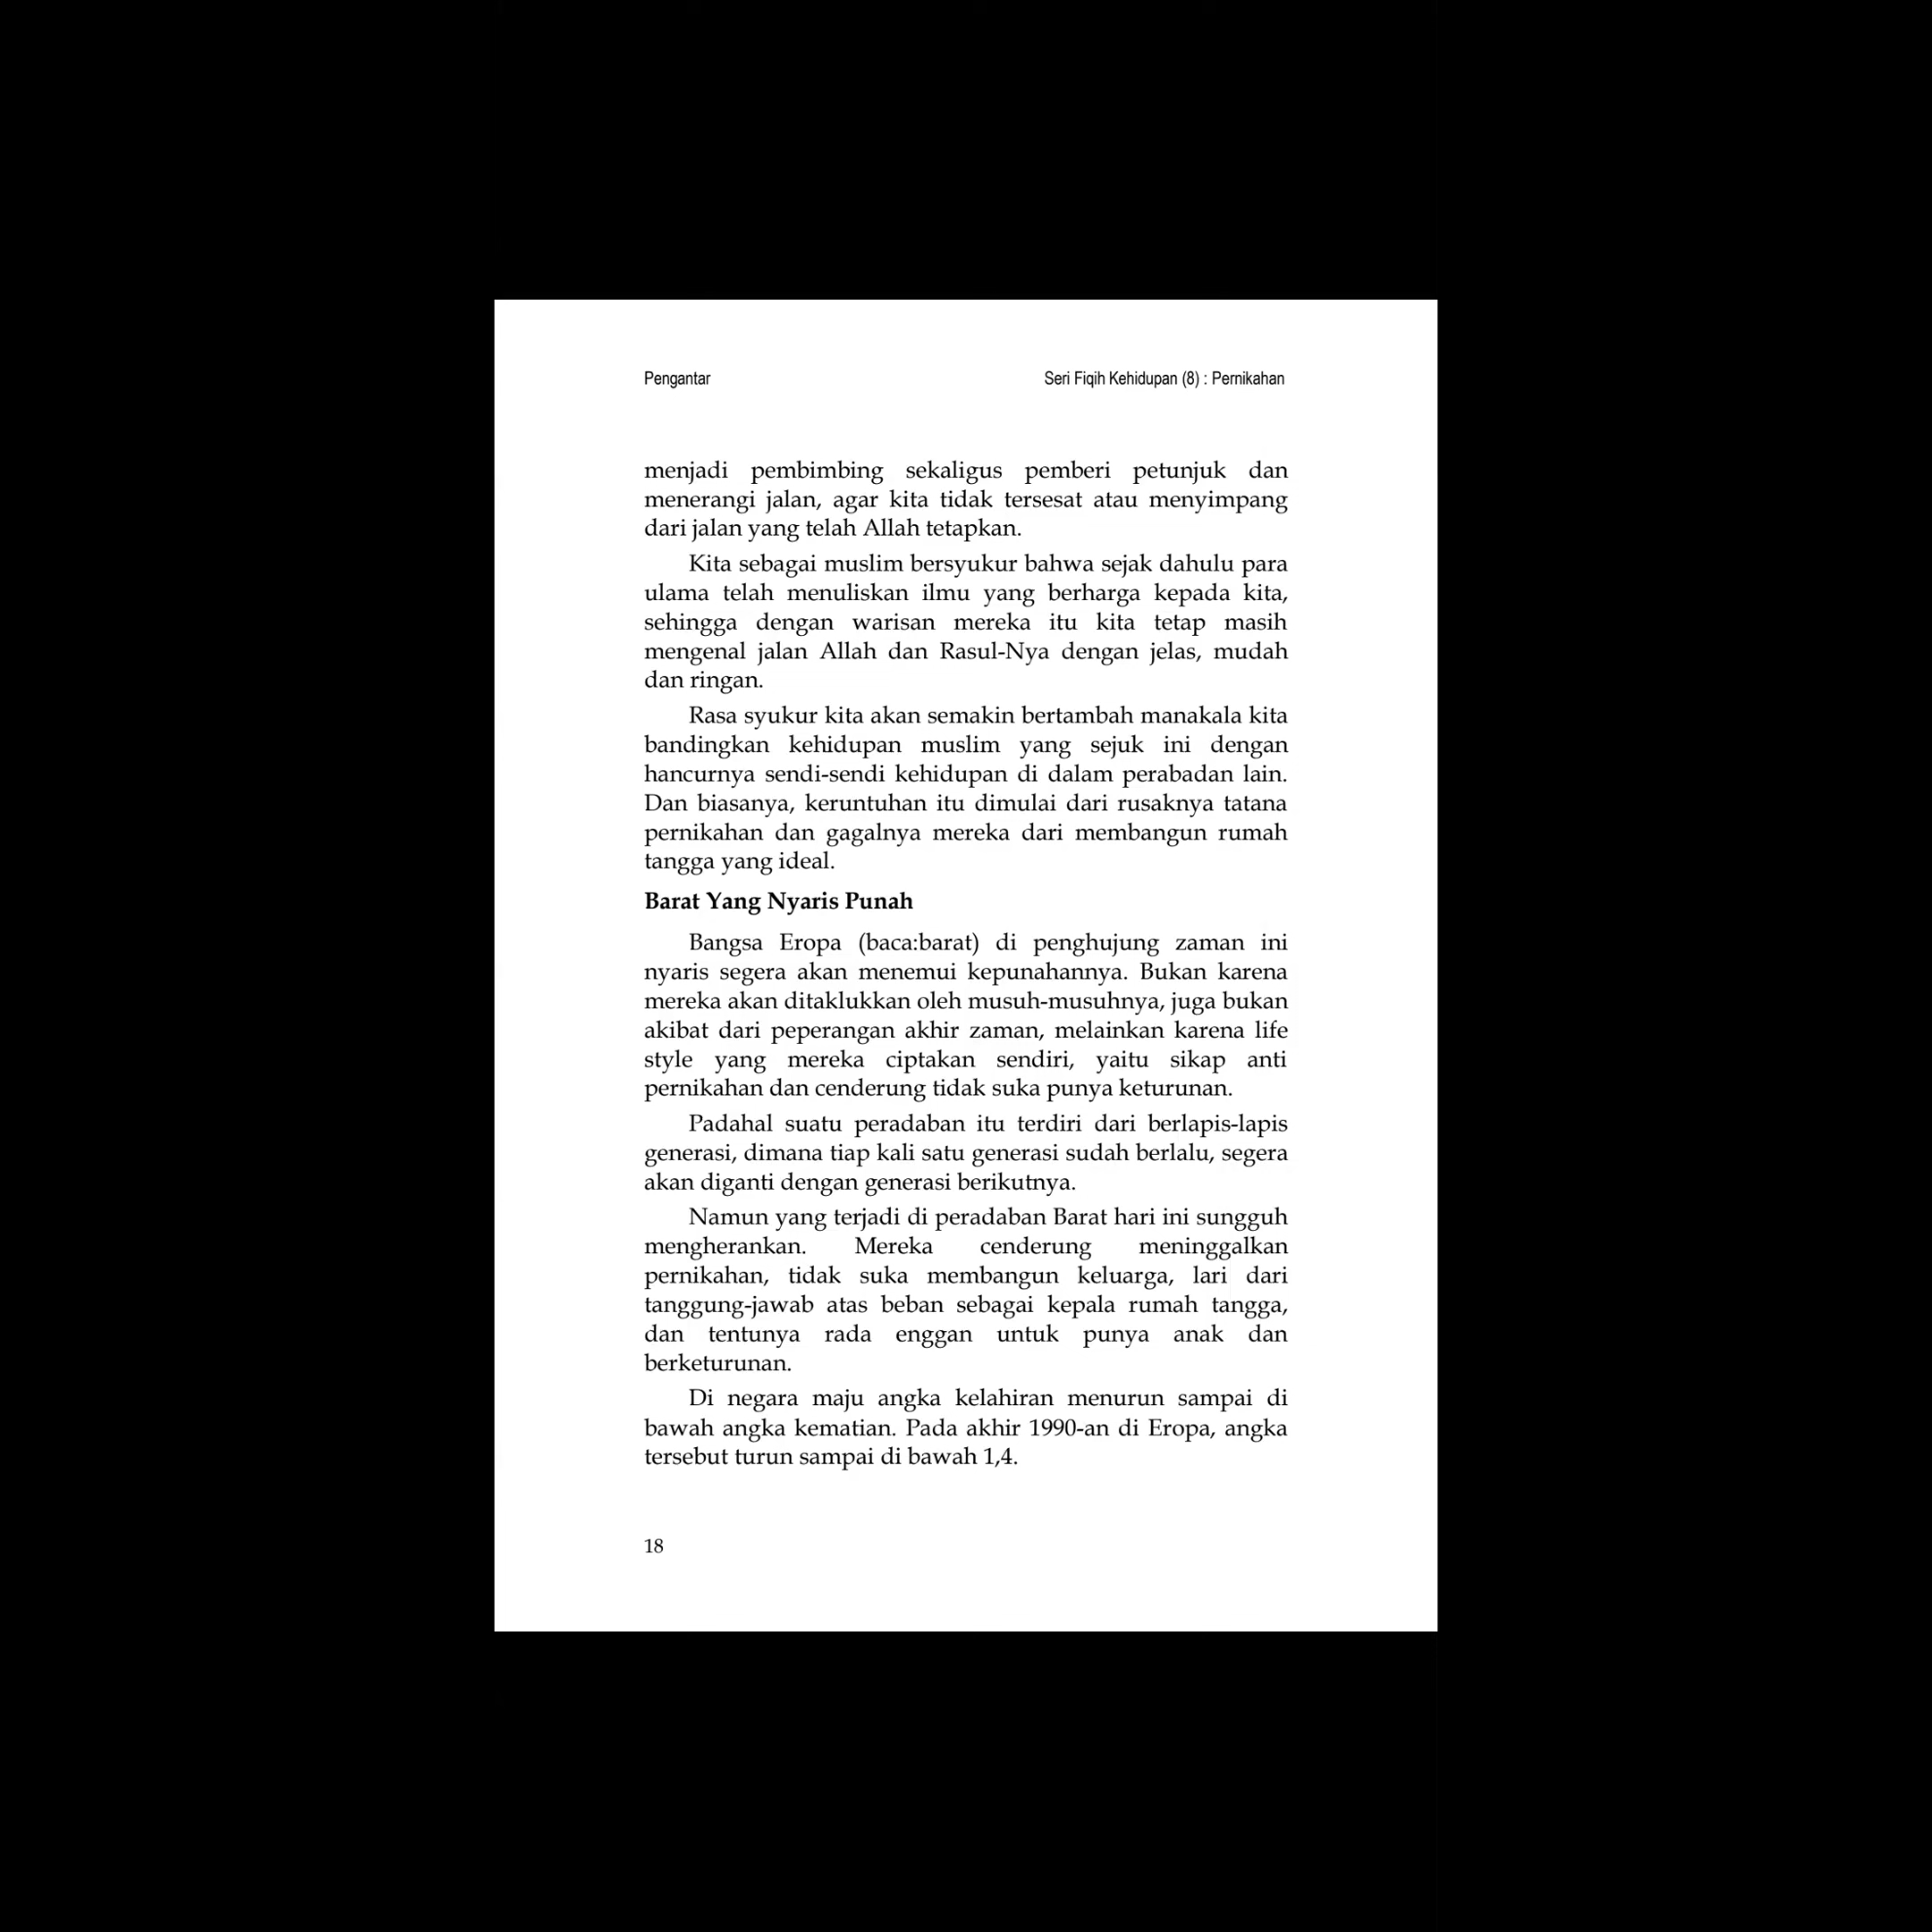 Pengantar Seri Fiqih Kehidupan (8) : Pernikahan
menjadi pembimbing sekaligus pemberi petunjuk dan
menerangi jalan, agar kita tidak tersesat atau menyimpang
dari jalan yang telah Allah tetapkan.
Kita sebagai muslim bersyukur bahwa sejak dahulu para
ulama telah menuliskan ilmu yang berharga kepada kita,
sehingga dengan warisan mereka itu kita tetap masih
mengenal jalan Allah dan Rasul-Nya dengan jelas, mudah
dan ringan.
Rasa syukur kita akan semakin bertambah manakala kita
bandingkan kehidupan muslim yang sejuk ini dengan
hancurnya sendi-sendi kehidupan di dalam perabadan lain.
Dan biasanya, keruntuhan itu dimulai dari rusaknya tatana
pernikahan dan gagalnya mereka dari membangun rumah
tangga yang ideal.
Barat Yang Nyaris Punah
Bangsa Eropa (baca:barat) di penghujung zaman ini
nyaris segera akan menemui kepunahannya. Bukan karena
mereka akan ditaklukkan oleh musuh-musuhnya, juga bukan
akibat dari peperangan akhir zaman, melainkan karena life
style yang mereka ciptakan sendiri, yaitu sikap anti
pernikahan dan cenderung tidak suka punya keturunan.
Padahal suatu peradaban itu terdiri dari berlapis-lapis
generasi, dimana tiap kali satu generasi sudah berlalu, segera
akan diganti dengan generasi berikutnya.
Namun yang terjadi di peradaban Barat hari ini sungguh
mengherankan. Mereka cenderung meninggalkan
pernikahan, tidak suka membangun keluarga, lari dari
tanggung-jawab atas beban sebagai kepala rumah tangga,
dan tentunya rada enggan untuk punya anak dan
berketurunan.
Di negara maju angka kelahiran menurun sampai di
bawah angka kematian. Pada akhir 1990-an di Eropa, angka
tersebut turun sampai di bawah 1,4.
18